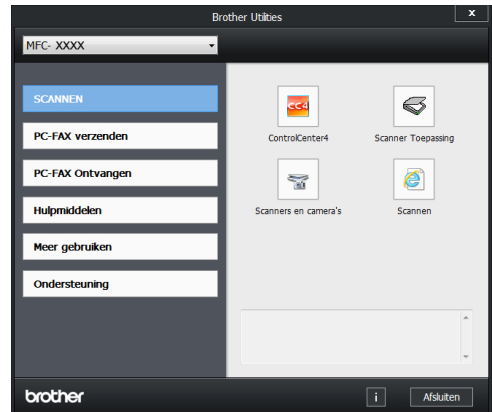 Brother Utilities
x
MFC- XXXX
SCANNEN
PC-FAX verzenden
PC-FAX Ontvangen
Hulpmiddelen
Meer gebruiken
Ondersteuning
CC4
ControlCenter4
Scanner Toepassing
Scanners en camera's
Scannen
brother
i
Afsluiten